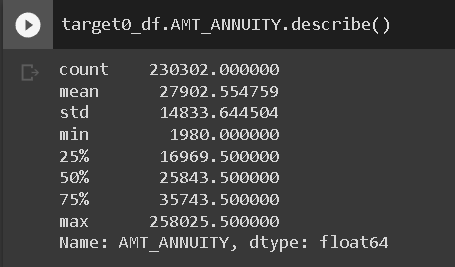 target0_df.AMT_ANNUITY.describe()
count    230302.000000
mean      27902.554759
std       14833.644504
min        1980.000000
25%       16969.500000
50%       25843.500000
75%       35743.500000
max      258025.500000
Name: AMT_ANNUITY, dtype: float64